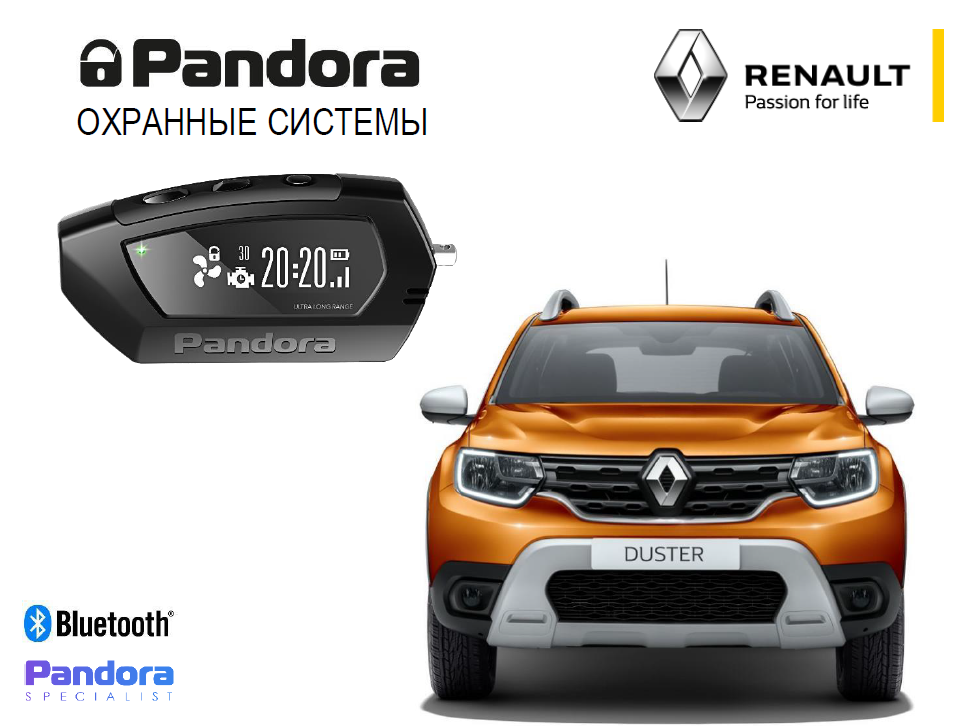 Pandora
ОХРАННЫЕ СИСТЕМЫ
RENAULT
Passion for life
30
20:20
ULTRA LONG RANGE
Pandora
DUSTER
Bluetooth®
Pandora
SPECIALIST